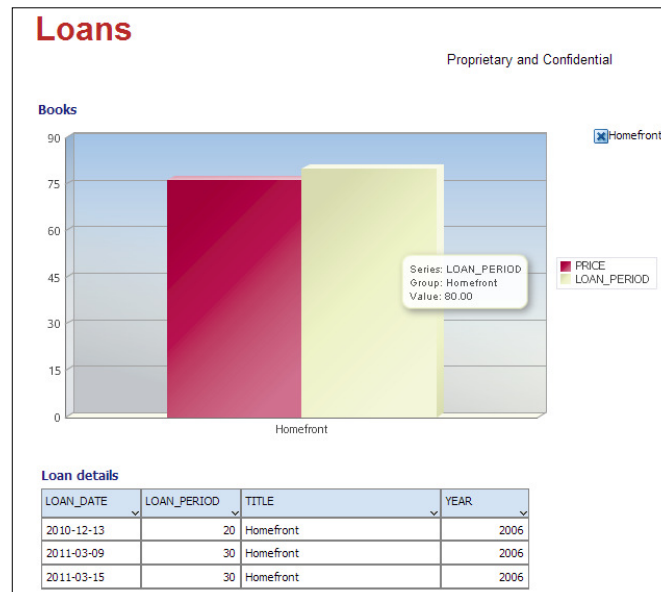 Loans
Proprietary and Confidential
Books
Homefront
90
75
60
45
30
15
0
Series: LOAN_PERIOD
Group: Homefront
Value: 80.00
PRICE
LOAN_PERIOD
Homefront
Loan details
LOAN_DATE LOAN_PERIOD TITLE YEAR
2010-12-13 20 Homefront 2006
2011-03-09 30 Homefront 2006
2011-03-15 30 Homefront 2006